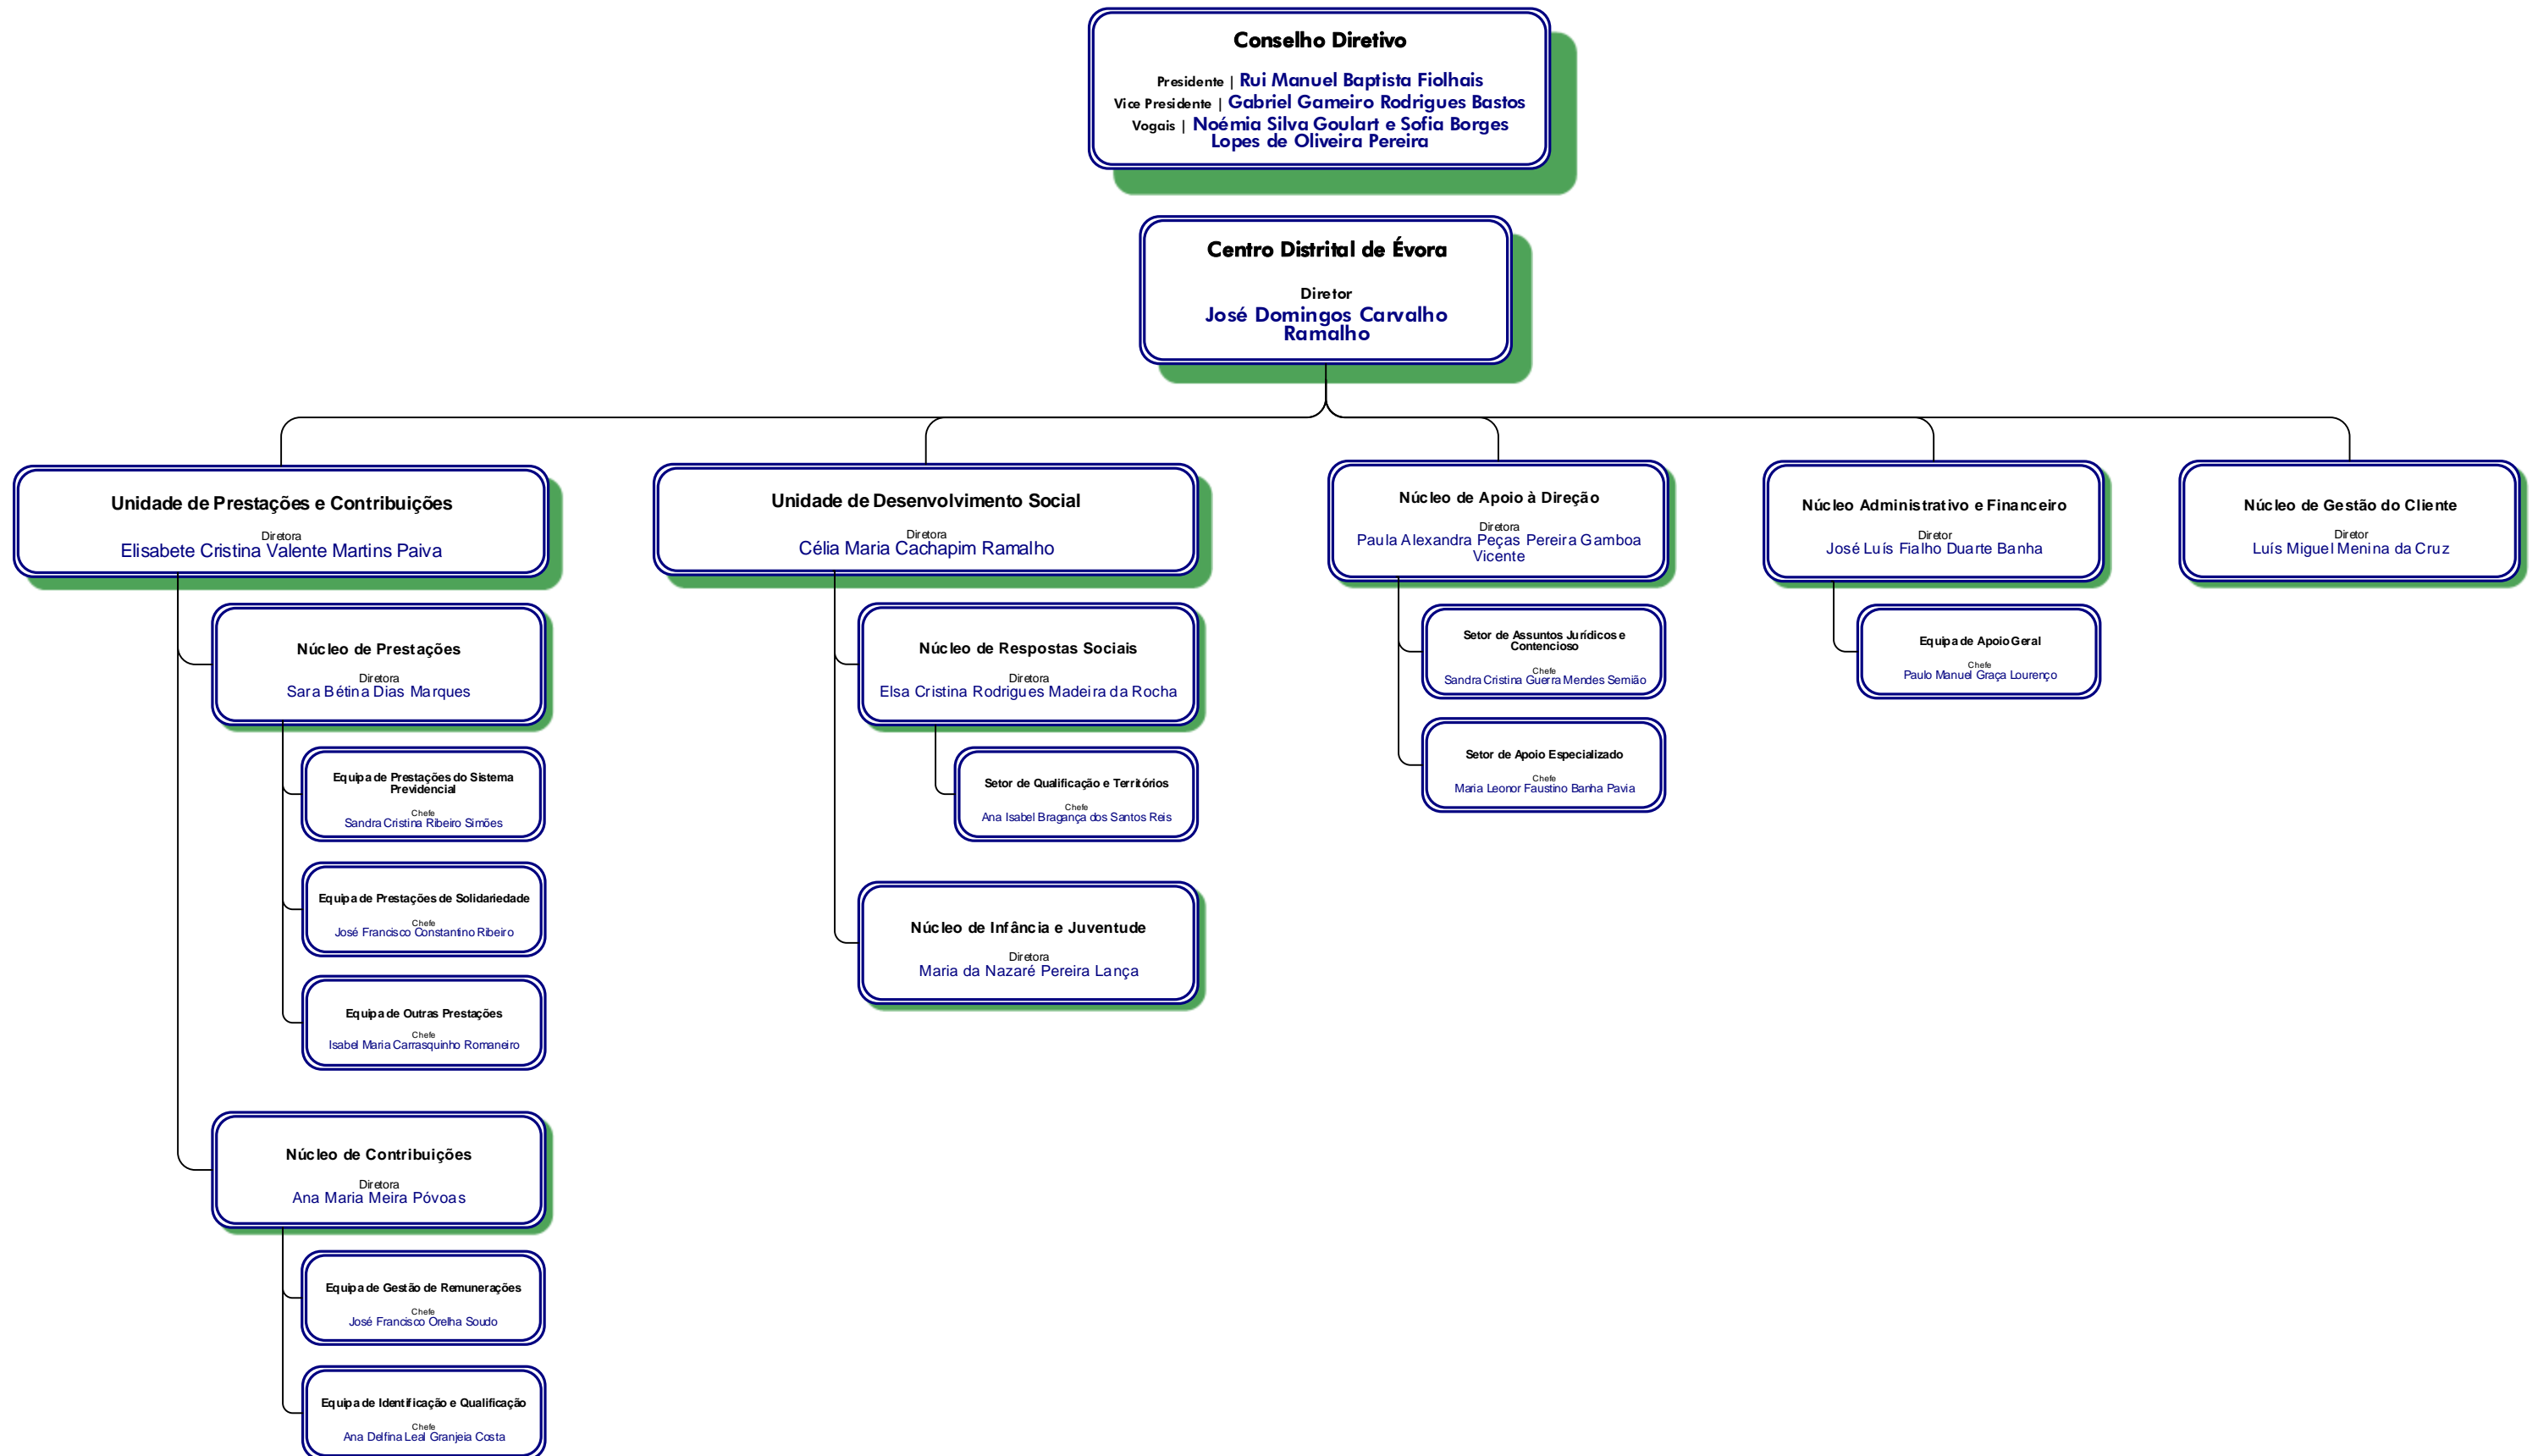 Conselho Diretivo
Presidente | Rui Manuel Baptista Fiolhais
Vice Presidente | Gabriel Gameiro Rodrigues Bastos
Vogais | Noémia Silva Goulart e Sofia Borges
Lopes de Oliveira Pereira
Centro Distrital de Évora
Diretor
José Domingos Carvalho
Ramalho
Unidade de Prestações e Contribuições
Diretora
Elisabete Cristina Valente Martins Paiva
Núcleo de Prestações
Diretora
Sara Bétina Dias Marques
Equipa de Prestações do Sistema
Previdencial
Chefe
Sandra Cristina Ribeiro Simões
Equipa de Prestações de Solidariedade
Chefe
José Francisco Constantino Ribeiro
Equipa de Outras Prestações
Chefe
Isabel Maria Carrasquinho Romaneiro
Núcleo de Contribuições
Diretora
Ana Maria Meira Póvoas
Equipa de Gestão de Remunerações
Chefe
José Francisco Orelha Soudo
Equipa de Identificação e Qualificação
Chefe
Ana Delfina Leal Granjeia Costa
Unidade de Desenvolvimento Social
Diretora
Célia Maria Cachapim Ramalho
Núcleo de Respostas Sociais
Diretora
Elsa Cristina Rodrigues Madeira da Rocha
Setor de Qualificação e Territórios
Chefe
Ana Isabel Bragança dos Santos Reis
Núcleo de Infância e Juventude
Diretora
Maria da Nazaré Pereira Lança
Núcleo de Apoio à Direção
Diretora
Paula Alexandra Peças Pereira Gamboa
Vicente
Setor de Assuntos Jurídicos e
Contencioso
Chefe
Sandra Cristina Guerra Mendes Semião
Setor de Apoio Especializado
Chefe
Maria Leonor Faustino Banha Pavia
Núcleo Administrativo e Financeiro
Diretor
José Luís Fialho Duarte Banha
Equipa de Apoio Geral
Chefe
Paulo Manuel Graça Lourenço
Núcleo de Gestão do Cliente
Diretor
Luís Miguel Menina da Cruz